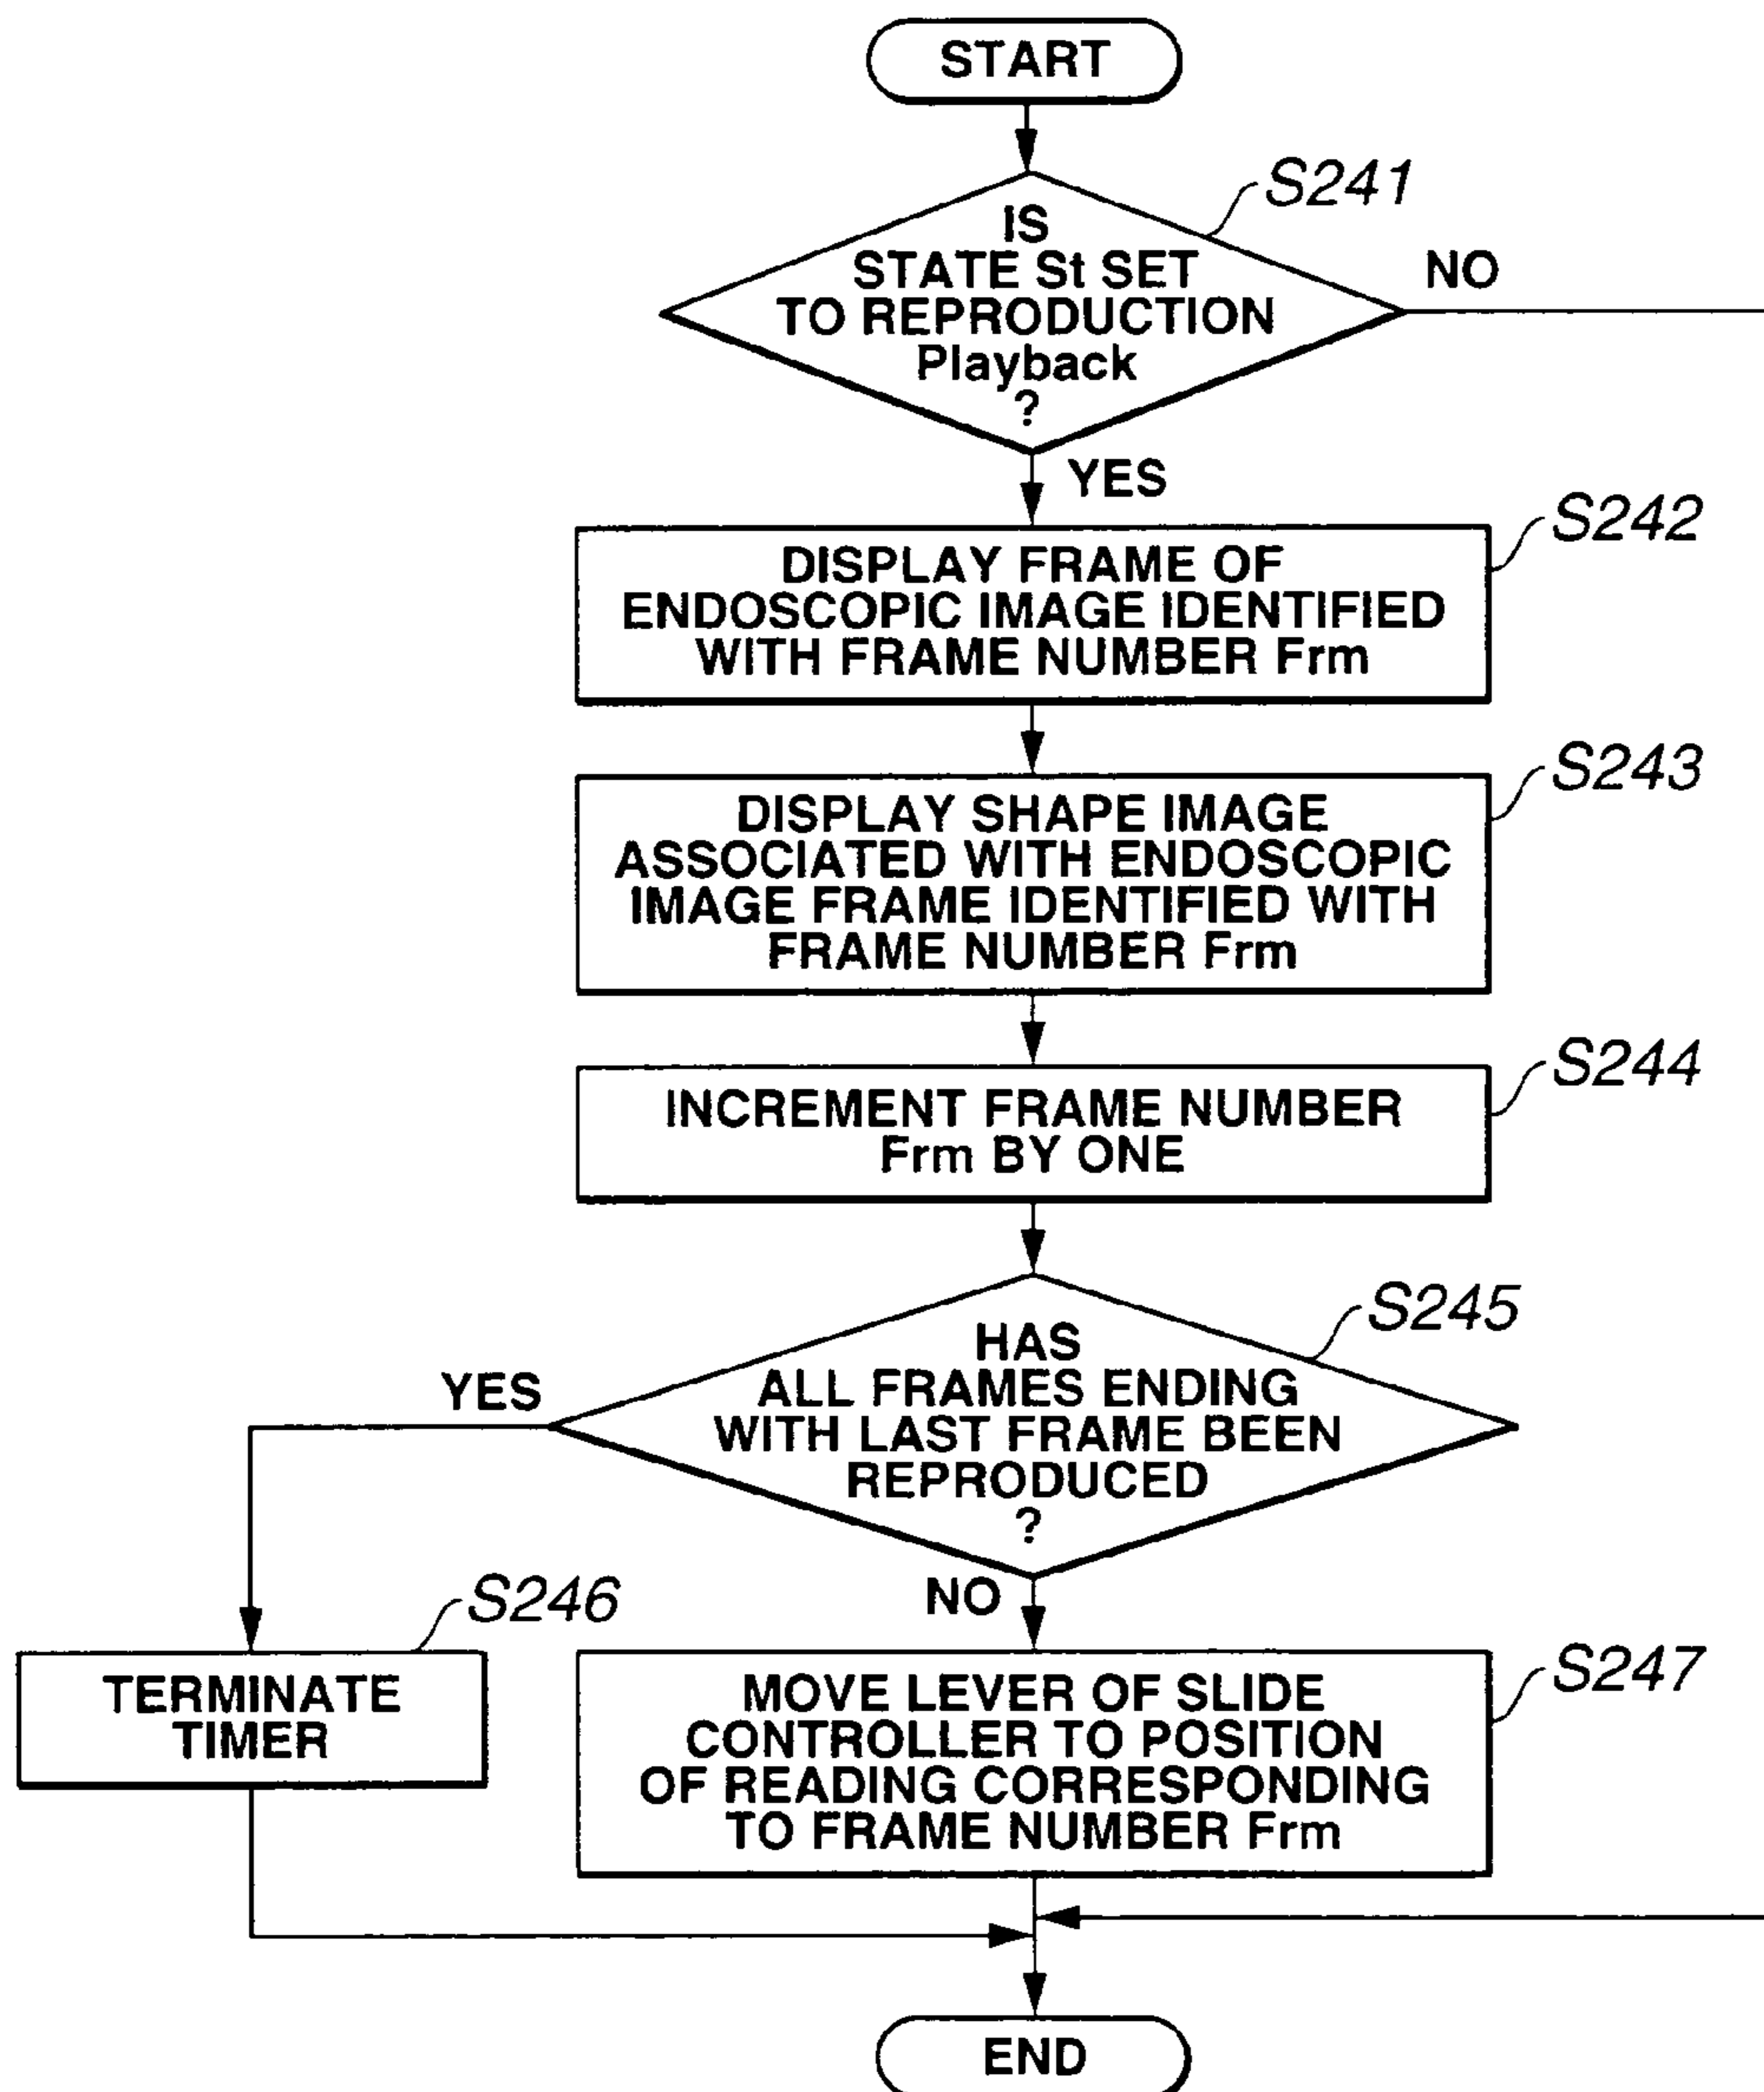 START
S241
IS
STATE St SET
TO REPRODUCTION
Playback
?
NO
YES
S242
DISPLAY FRAME OF
ENDOSCOPIC IMAGE IDENTIFIED
WITH FRAME NUMBER Frm
S243
DISPLAY SHAPE IMAGE
ASSOCIATED WITH ENDOSCOPIC
IMAGE FRAME IDENTIFIED WITH
FRAME NUMBER Frm
S244
INCREMENT FRAME NUMBER
Frm BY ONE
S245
HAS
ALL FRAMES ENDING
WITH LAST FRAME BEEN
REPRODUCED
?
YES
NO
S246
TERMINATE
TIMER
S247
MOVE LEVER OF SLIDE
CONTROLLER TO POSITION
OF READING CORRESPONDING
TO FRAME NUMBER Frm
END